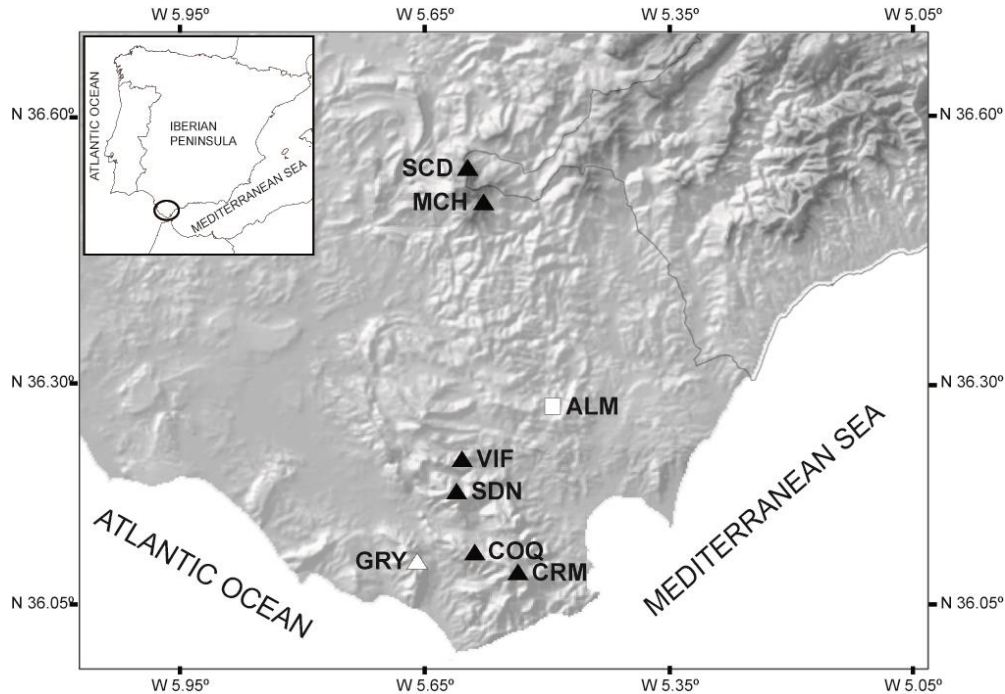 W 5.95º
W 5.65º
W 5.35º
W 5.05º
ATLANTIC OCEAN
IBERIAN
PENINSULA
MEDITERRANEAN SEA
N 36.60º
N 36.60º
SCD
MCH
N 36.30º
N 36.30º
ALM
VIF
SDN
COQ
GRY
CRM
ATLANTIC OCEAN
MEDITERRANEAN SEA
N 36.05º
N 36.05º
W 5.95º
W 5.65º
W 5.35º
W 5.05º